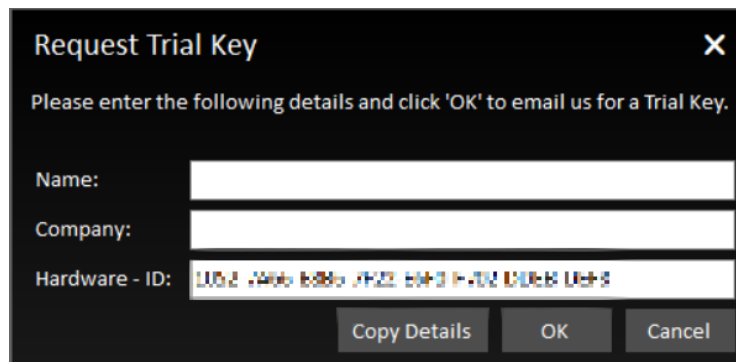 Request Trial Key
Please enter the following details and click 'OK' to email us for a Trial Key.
Name:
Company:
Hardware - ID:
Copy Details OK Cancel